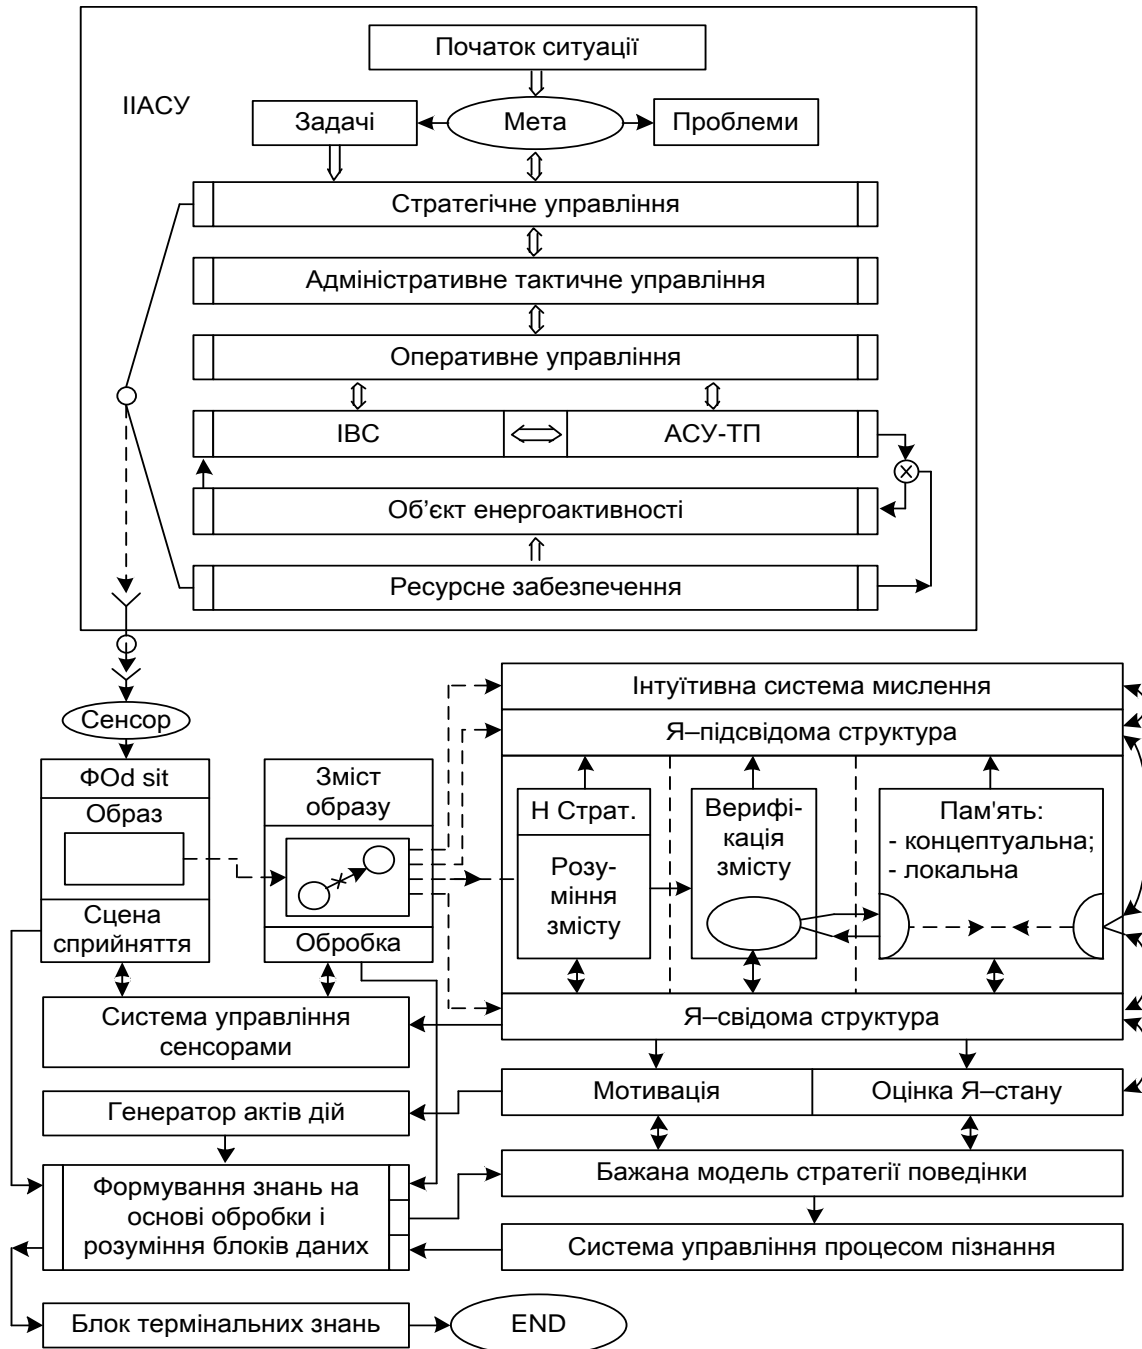 Початок ситуації
ІІАСУ
Задачі
Мета
Проблеми
Стратегічне управління
Адміністративне тактичне управління
Оперативне управління
ІВС
АСУ-ТП
Об’єкт енергоактивності
Ресурсне забезпечення
Сенсор
ФОd sit
Образ
Сцена
сприйняття
Зміст
образу
Обробка
Інтуїтивна система мислення
Я–підсвідома структура
Н Страт.
Розу-
міння
змісту
Верифі-
кація
змісту
Пам'ять:
- концептуальна;
- локальна
Я–свідома структура
Система управління
сенсорами
Мотивація
Оцінка Я–стану
Генератор актів дій
Бажана модель стратегії поведінки
Формування знань на
основі обробки і
розуміння блоків даних
Система управління процесом пізнання
Блок термінальних знань
END